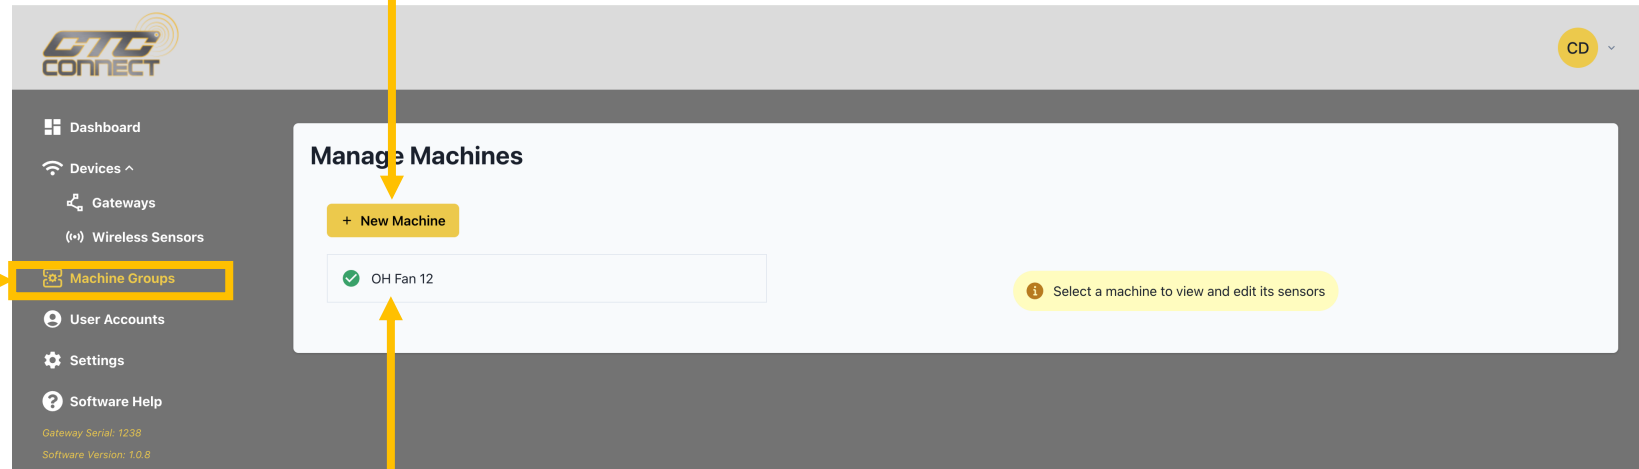 CTC
CONNECT
CD
Dashboard
Devices
Gateways
Wireless Sensors
Machine Groups
User Accounts
Settings
Software Help
Gateway Serial: 1238
Software Version: 1.0.8
Manage Machines
+ New Machine
OH Fan 12
Select a machine to view and edit its sensors